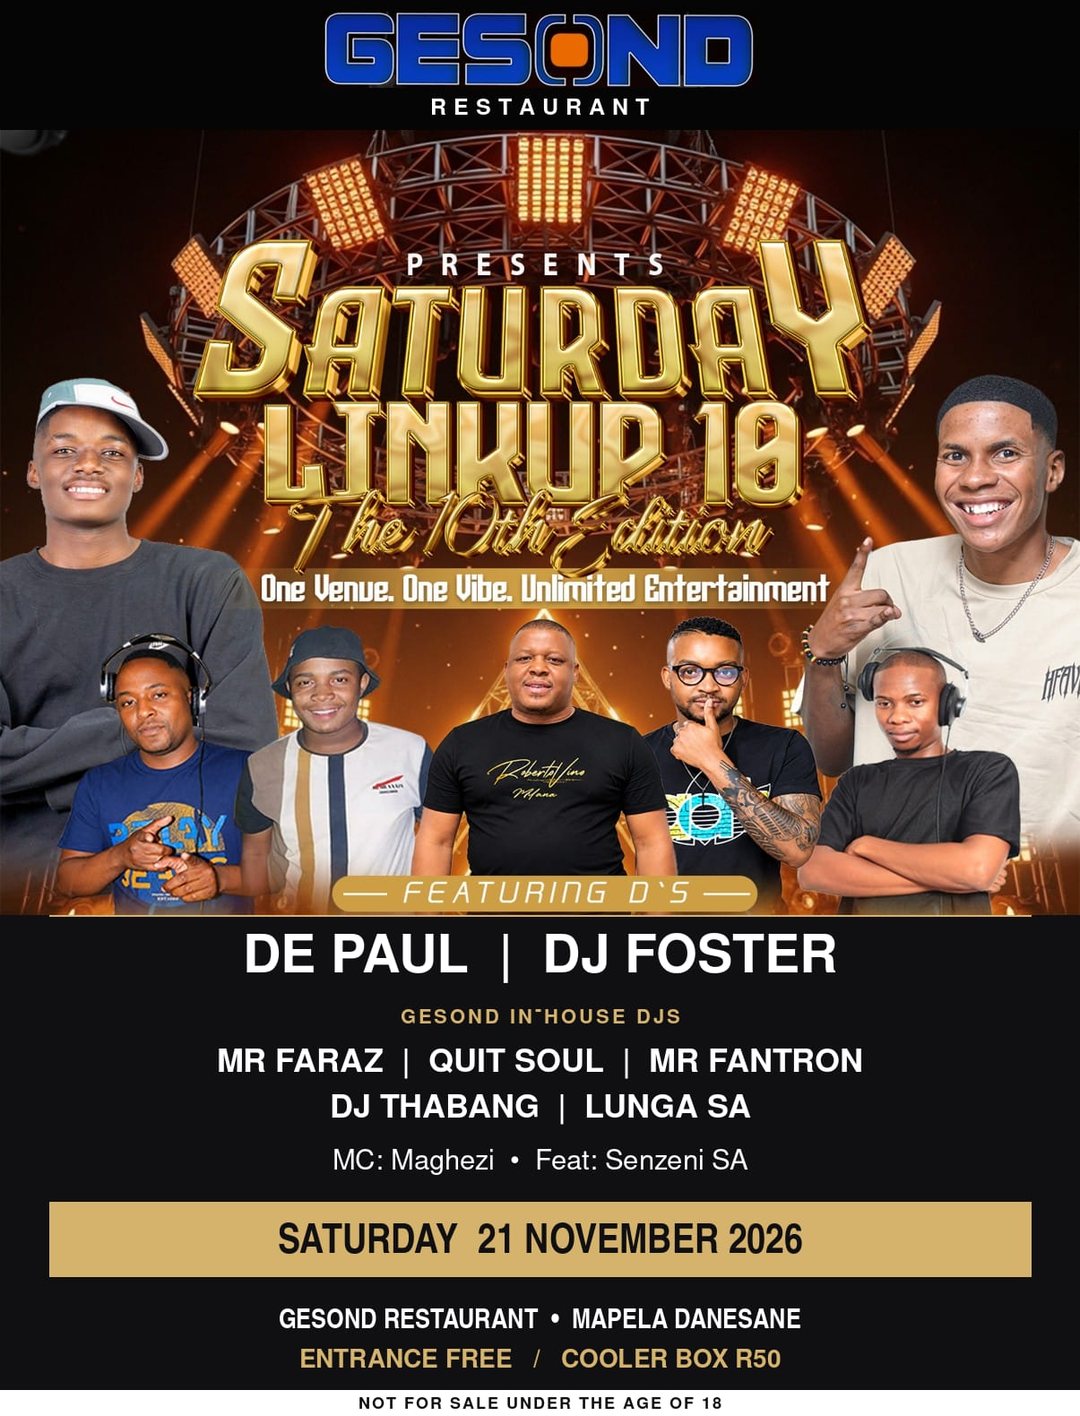 GESOND
RESTAURANT
PRESENTS
SATURDAY
LINKUP 10
The 10th Edition
One Venue. One Vibe. Unlimited Entertainment
RobertoVino
Milana
HEAV
FEATURING D`S
DE PAUL | DJ FOSTER
GESOND IN-HOUSE DJS
MR FARAZ | QUIT SOUL | MR FANTRON
DJ THABANG | LUNGA SA
MC: Maghezi • Feat: Senzeni SA
SATURDAY 21 NOVEMBER 2026
GESOND RESTAURANT • MAPELA DANESANE
ENTRANCE FREE / COOLER BOX R50
NOT FOR SALE UNDER THE AGE OF 18